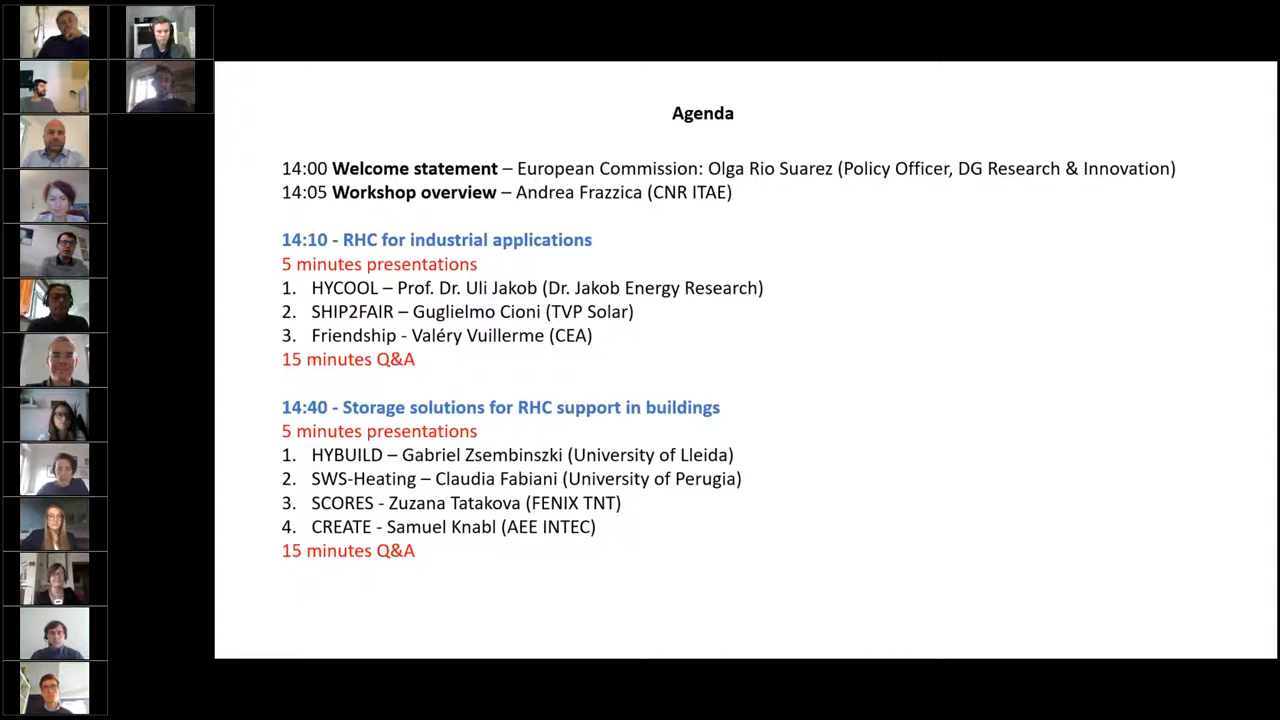 Agenda
14:00 Welcome statement – European Commission: Olga Rio Suarez (Policy Officer, DG Research & Innovation)
14:05 Workshop overview – Andrea Frazzica (CNR ITAE)
14:10 - RHC for industrial applications
5 minutes presentations
1. HYCOOL – Prof. Dr. Uli Jakob (Dr. Jakob Energy Research)
2. SHIP2FAIR – Guglielmo Cioni (TVP Solar)
3. Friendship - Valéry Vuillerme (CEA)
15 minutes Q&A
14:40 - Storage solutions for RHC support in buildings
5 minutes presentations
1. HYBUILD – Gabriel Zsembinszki (University of Lleida)
2. SWS-Heating – Claudia Fabiani (University of Perugia)
3. SCORES - Zuzana Tatakova (FENIX TNT)
4. CREATE - Samuel Knabl (AEE INTEC)
15 minutes Q&A